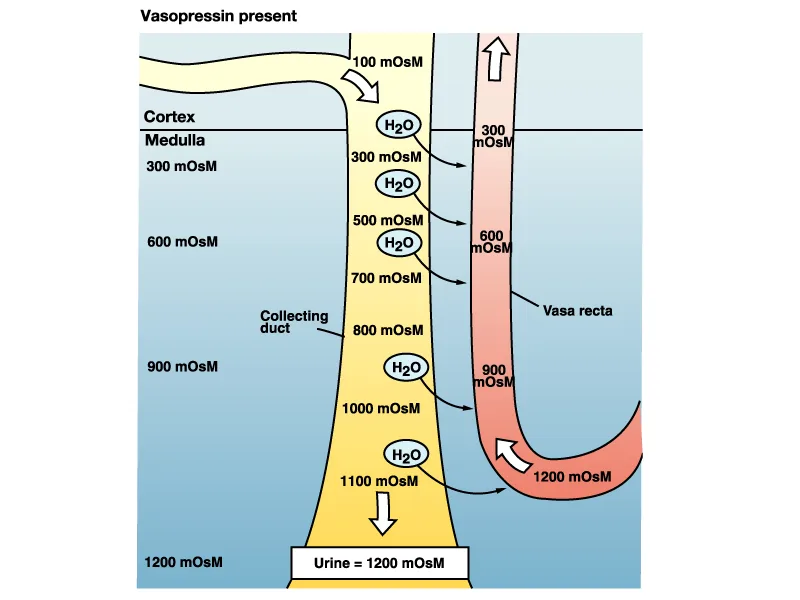 Vasopressin present
100 mOsM
Cortex
H₂O
300
mOsM
Medulla
300 mOsM
300 mOsM
H₂O
500 mOsM
600 mOsM
H₂O
600
mOsM
700 mOsM
Vasa recta
Collecting
duct
800 mOsM
900 mOsM
H₂O
900
mOsM
1000 mOsM
H₂O
1100 mOsM
1200 mOsM
1200 mOsM
Urine = 1200 mOsM